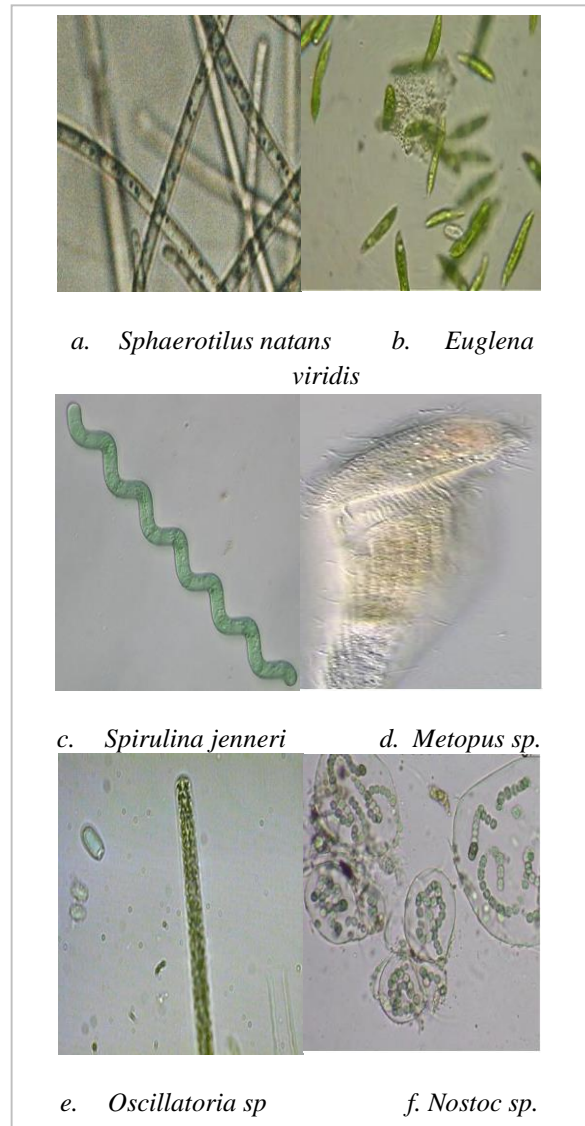 a. Sphaerotilus natans b. Euglena
viridis
c. Spirulina jenneri d. Metopus sp.
e. Oscillatoria sp f. Nostoc sp.